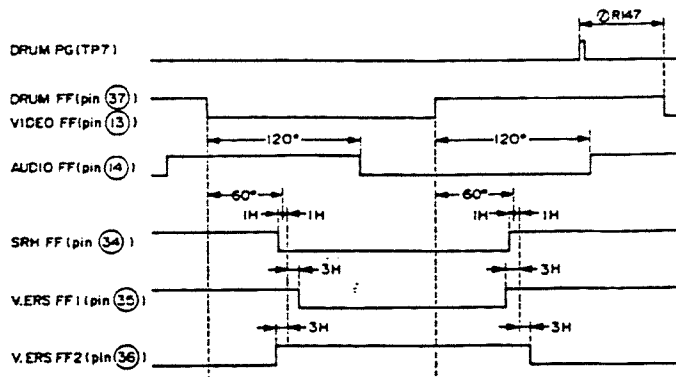 ⑦R147
DRUM PG(TP7)
DRUM FF(pin 37)
VIDEO FF(pin 13)
120° 120°
AUDIO FF(pin 14)
60° 60°
1H 1H 1H 1H
SRH FF(pin 34)
3H 3H
V.ERS FF1(pin 35)
3H 3H
V.ERS FF2(pin 36)